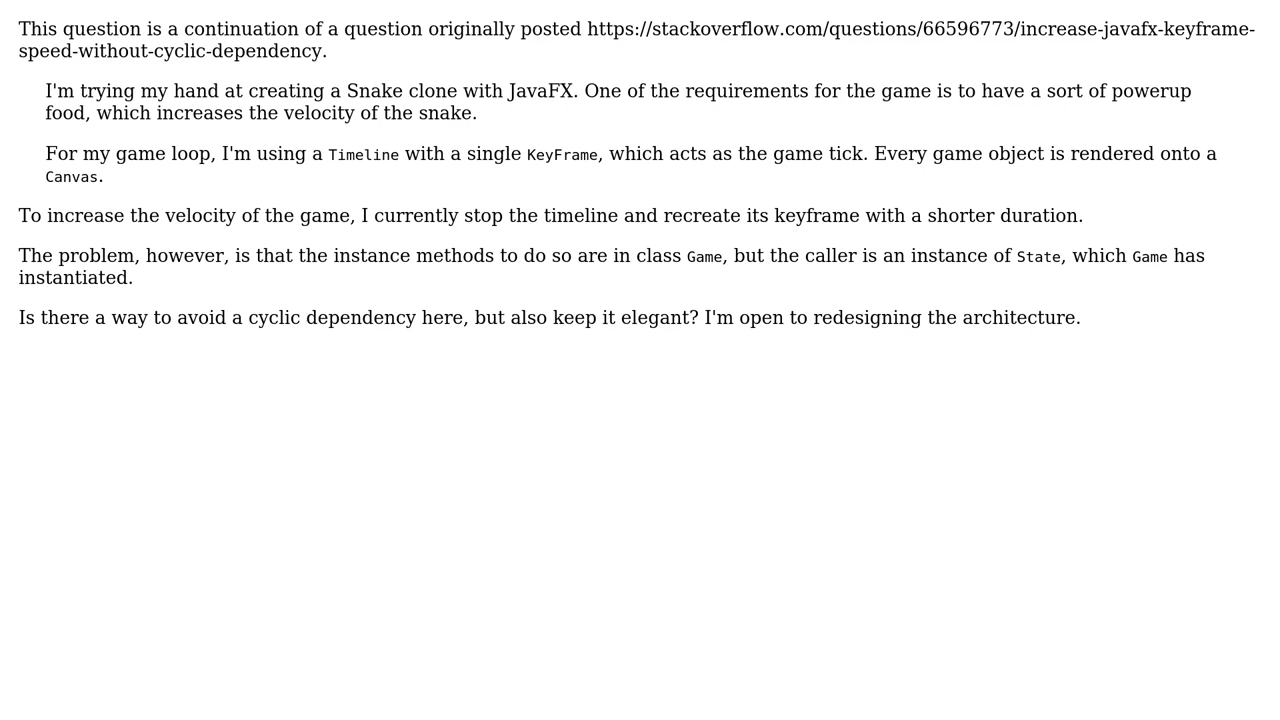 This question is a continuation of a question originally posted https://stackoverflow.com/questions/66596773/increase-javafx-keyframe-
speed-without-cyclic-dependency.
I'm trying my hand at creating a Snake clone with JavaFX. One of the requirements for the game is to have a sort of powerup
food, which increases the velocity of the snake.
For my game loop, I'm using a Timeline with a single KeyFrame, which acts as the game tick. Every game object is rendered onto a
Canvas.
To increase the velocity of the game, I currently stop the timeline and recreate its keyframe with a shorter duration.
The problem, however, is that the instance methods to do so are in class Game, but the caller is an instance of State, which Game has
instantiated.
Is there a way to avoid a cyclic dependency here, but also keep it elegant? I'm open to redesigning the architecture.